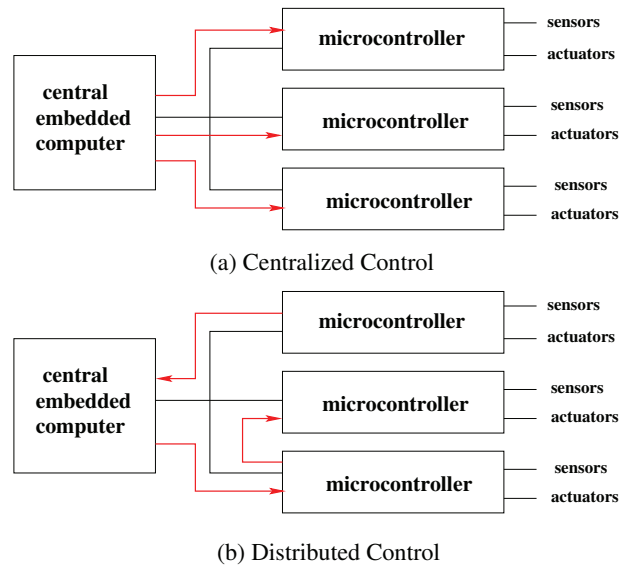 microcontroller
sensors
actuators
central
embedded
computer
microcontroller
sensors
actuators
microcontroller
sensors
actuators
(a) Centralized Control
microcontroller
sensors
actuators
central
embedded
computer
microcontroller
sensors
actuators
microcontroller
sensors
actuators
(b) Distributed Control